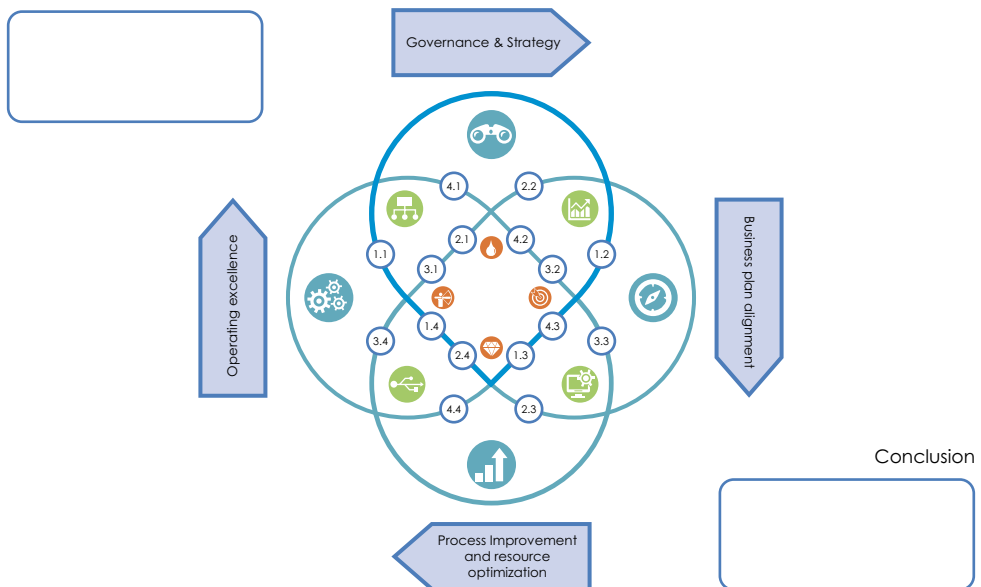 Governance & Strategy
4.1
2.2
2.1
4.2
1.1
1.2
3.1
3.2
Operating excellence
Business plan alignment
1.4
4.3
3.4
3.3
2.4
1.3
4.4
2.3
Conclusion
Process Improvement
and resource
optimization